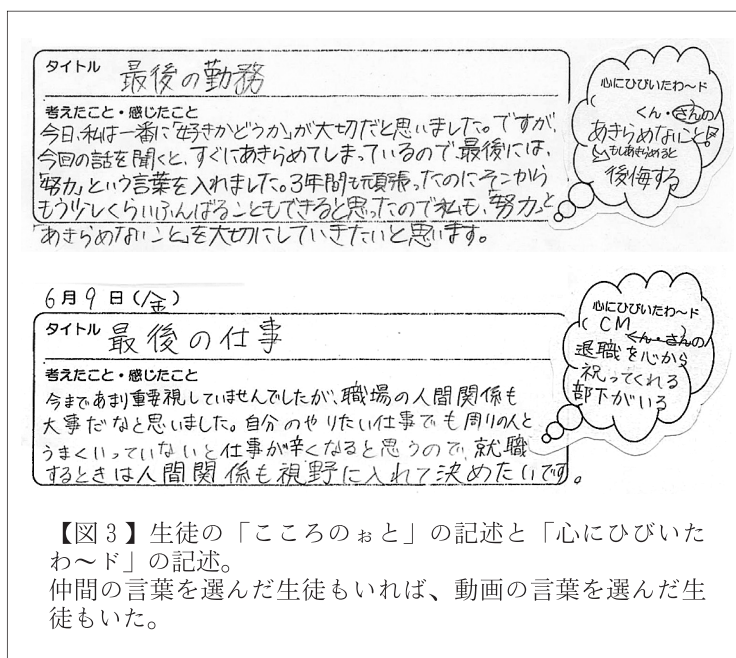 タイトル 最後の勤務
考えたこと・感じたこと
今日、私は一番に「好きかどうか」が大切だと思いました。ですが、
今回の話を聞くと、すぐにあきらめてしまっているので、最後には、
「努力」という言葉を入れました。3年間も頑張ったのにそこから
もう少しくらいふんばることもできると思ったので私も、「努力」と
「あきらめないこと」を大切にしていきたいと思います。
心にひびいたわ〜ド
( くん・さんの)
あきらめないこと。
もしあきらめると
後悔する
6月9日(金)
タイトル 最後の仕事
考えたこと・感じたこと
今まであまり重要視していませんでしたが、職場の人間関係も
大事だなと思いました。自分のやりたい仕事でも周りの人と
うまくいっていないと仕事が辛くなると思うので、就職
するときは人間関係も視野に入れて決めたいです。
心にひびいたわ〜ド
( CM くん・さんの)
退職を心から
祝ってくれる
部下がいる
【図3】生徒の「こころのぉと」の記述と「心にひびいた
わ〜ド」の記述。
仲間の言葉を選んだ生徒もいれば、動画の言葉を選んだ生
徒もいた。